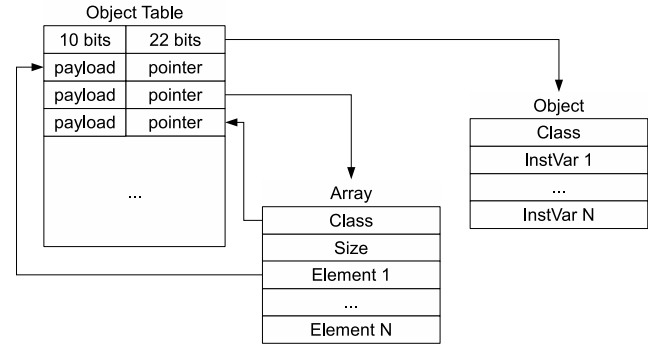 Object Table
10 bits 22 bits
payload pointer
payload pointer
payload pointer
...
Array
Class
Size
Element 1
...
Element N
Object
Class
InstVar 1
...
InstVar N